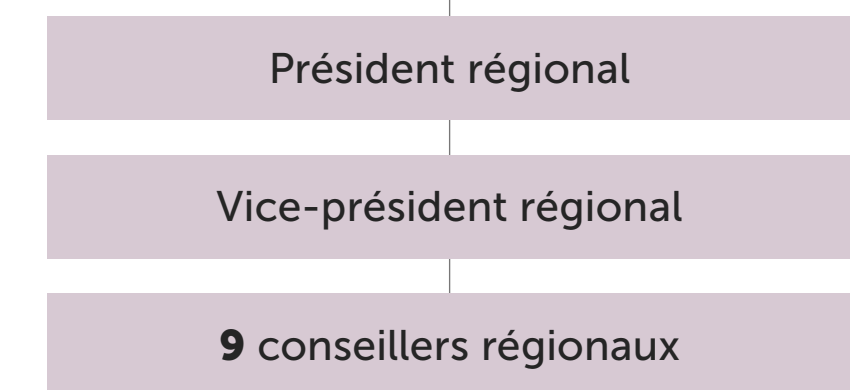 Président régional
Vice-président régional
9 conseillers régionaux